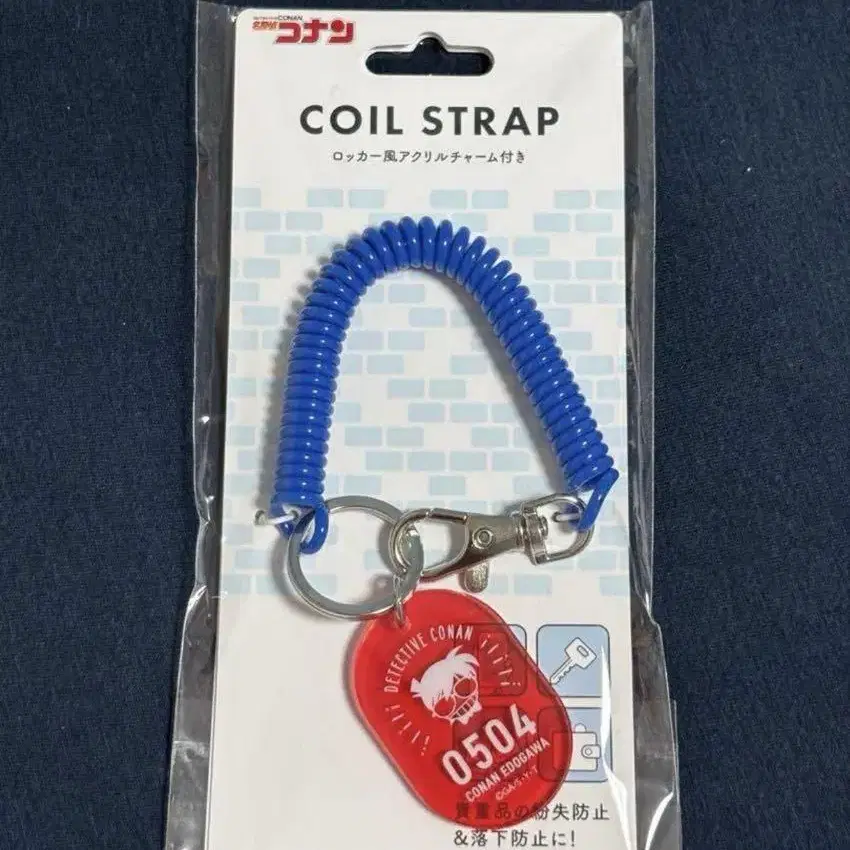 DETECTIVE CONAN
名探偵コナン
COIL STRAP
ロッカー風アクリルチャーム付き
DETECTIVE CONAN
0504
CONAN EDOGAWA
貴重品の紛失防止
&落下防止に!